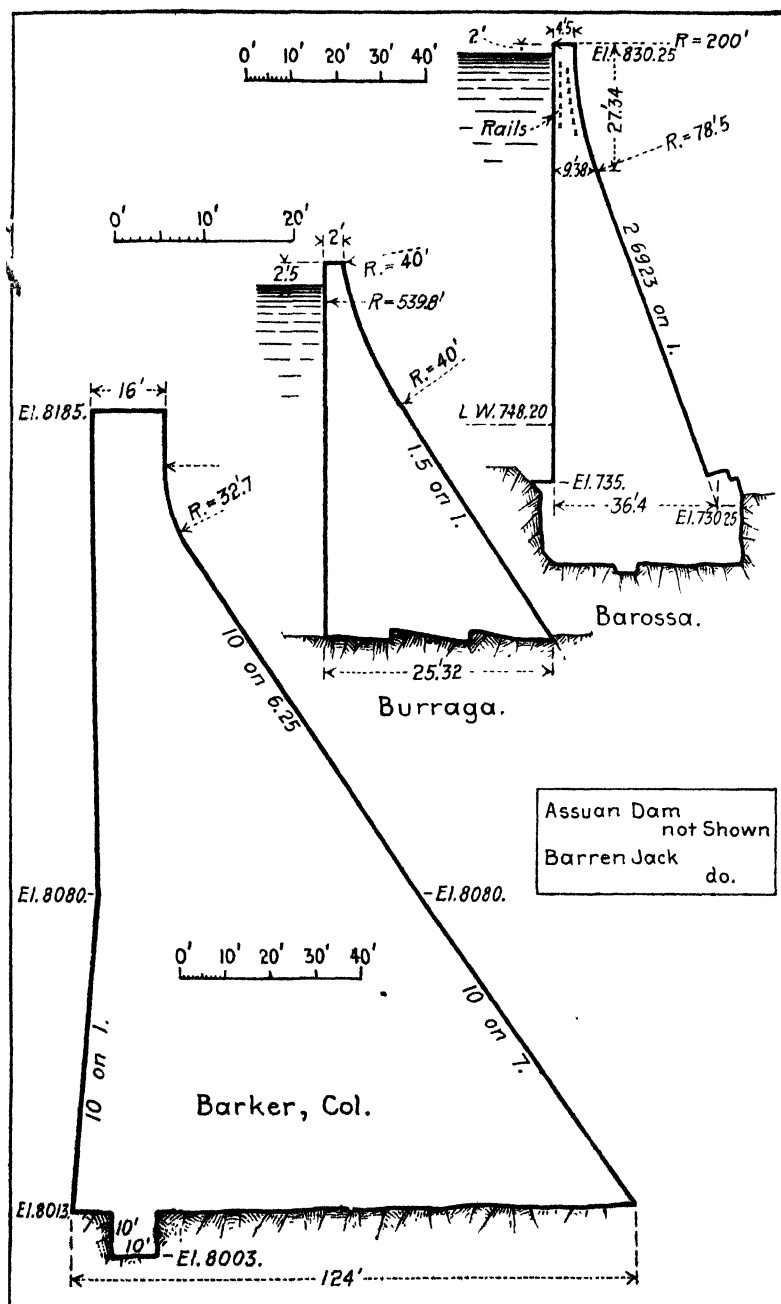 0' 10' 20' 30' 40'
2'
4'.5
R=200'
El. 830.25
Rails
27'.34
R.=78'.5
9'.38
2 6923 on 1.
L W. 748.20
El. 735.
36'.4
El. 730 25
Barossa.
0' 10' 20'
2'
2'.5
R.=40'
R=539.8'
R.=40'
1.5 on 1.
25'.32
Burraga.
16'
El. 8185.
R=32'.7
10 on 6.25
El. 8080.
El. 8080.
0' 10' 20' 30' 40'
10 on 1.
10 on 7.
Barker, Col.
El. 8013.
10'
10'
El. 8003.
124'
Assuan Dam
not Shown
Barren Jack
do.